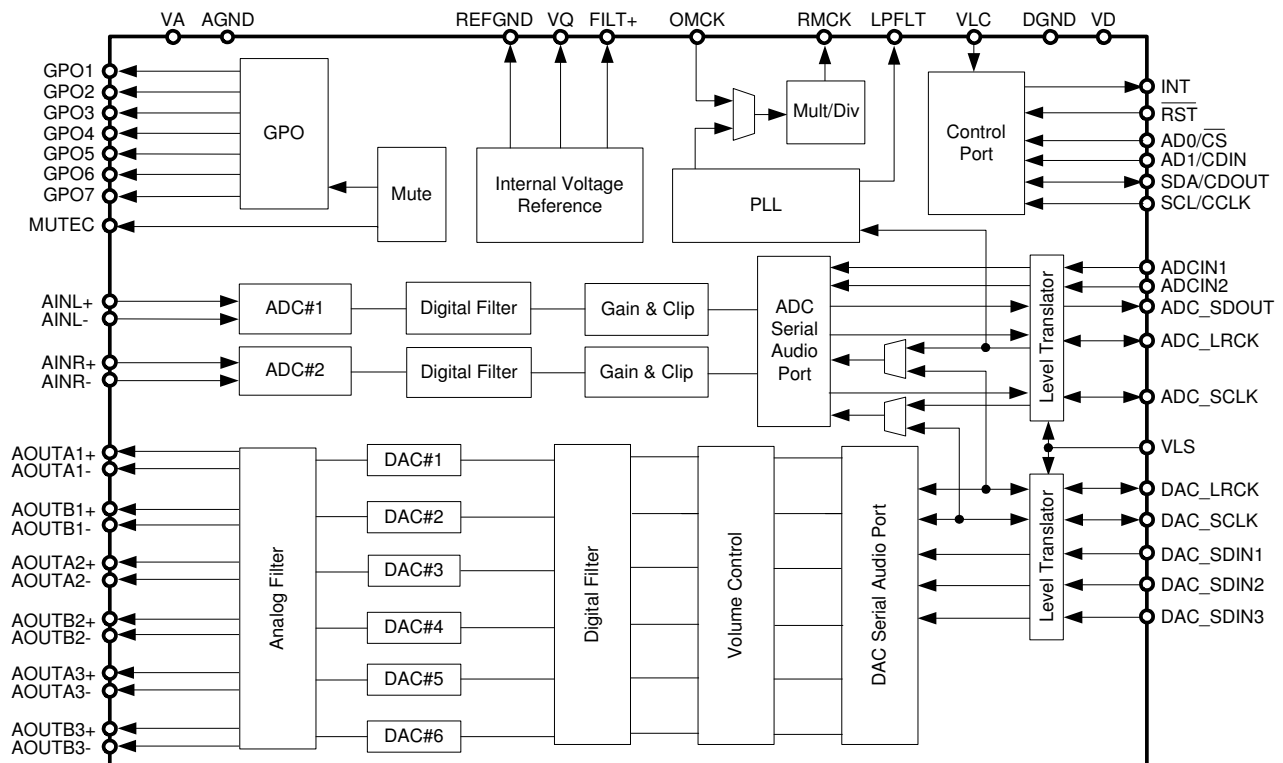 VA AGND REFGND VQ FILT+ OMCK RMCK LPFLT VLC DGND VD
GPO1
GPO2
GPO3
GPO4
GPO5
GPO6
GPO7
MUTEC
GPO
Mute
Internal Voltage
Reference
Mult/Div
PLL
Control
Port
INT
RST
AD0/CS
AD1/CDIN
SDA/CDOUT
SCL/CCLK
AINL+
AINL-
AINR+
AINR-
ADC#1
Digital Filter
Gain & Clip
ADC#2
Digital Filter
Gain & Clip
ADC
Serial
Audio
Port
Level Translator
ADCIN1
ADCIN2
ADC_SDOUT
ADC_LRCK
ADC_SCLK
VLS
AOUTA1+
AOUTA1-
AOUTB1+
AOUTB1-
AOUTA2+
AOUTA2-
AOUTB2+
AOUTB2-
AOUTA3+
AOUTA3-
AOUTB3+
AOUTB3-
Analog Filter
DAC#1
DAC#2
DAC#3
DAC#4
DAC#5
DAC#6
Digital Filter
Volume Control
DAC Serial Audio Port
Level Translator
DAC_LRCK
DAC_SCLK
DAC_SDIN1
DAC_SDIN2
DAC_SDIN3